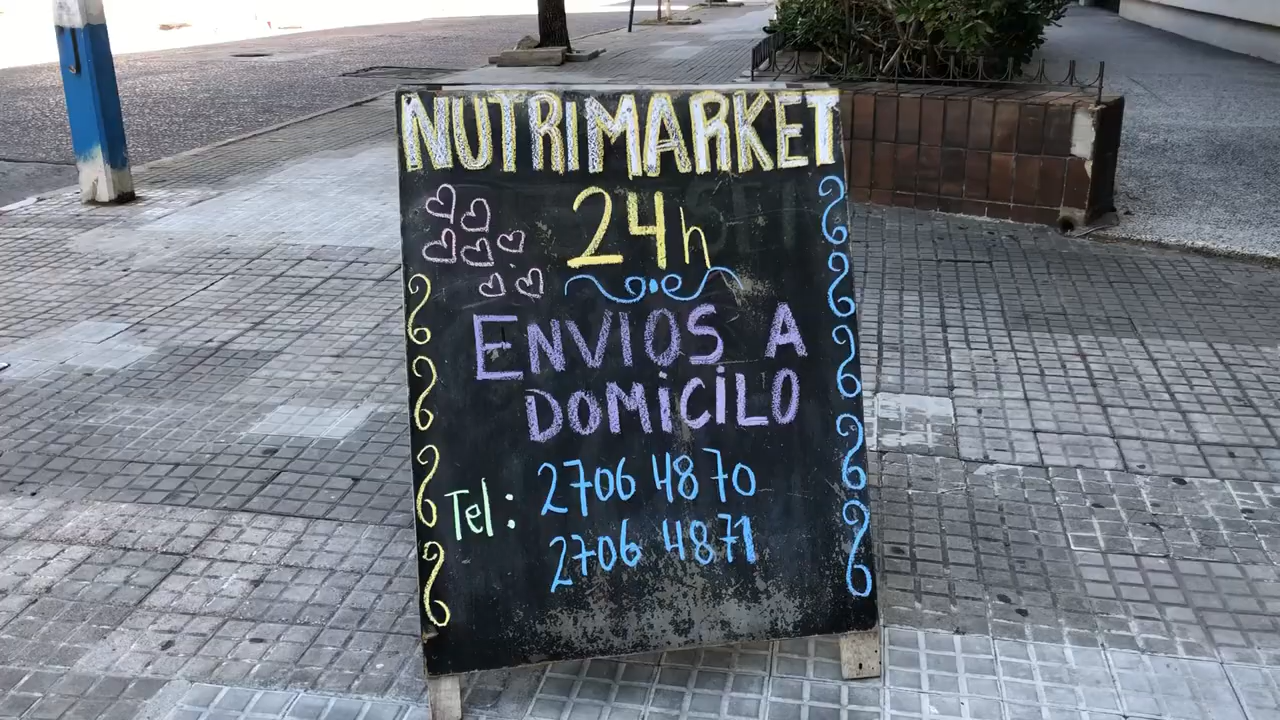 NUTRIMARKET
24h
ENVIOS A
DOMiCiLO
Tel: 2706 4870
2706 4871